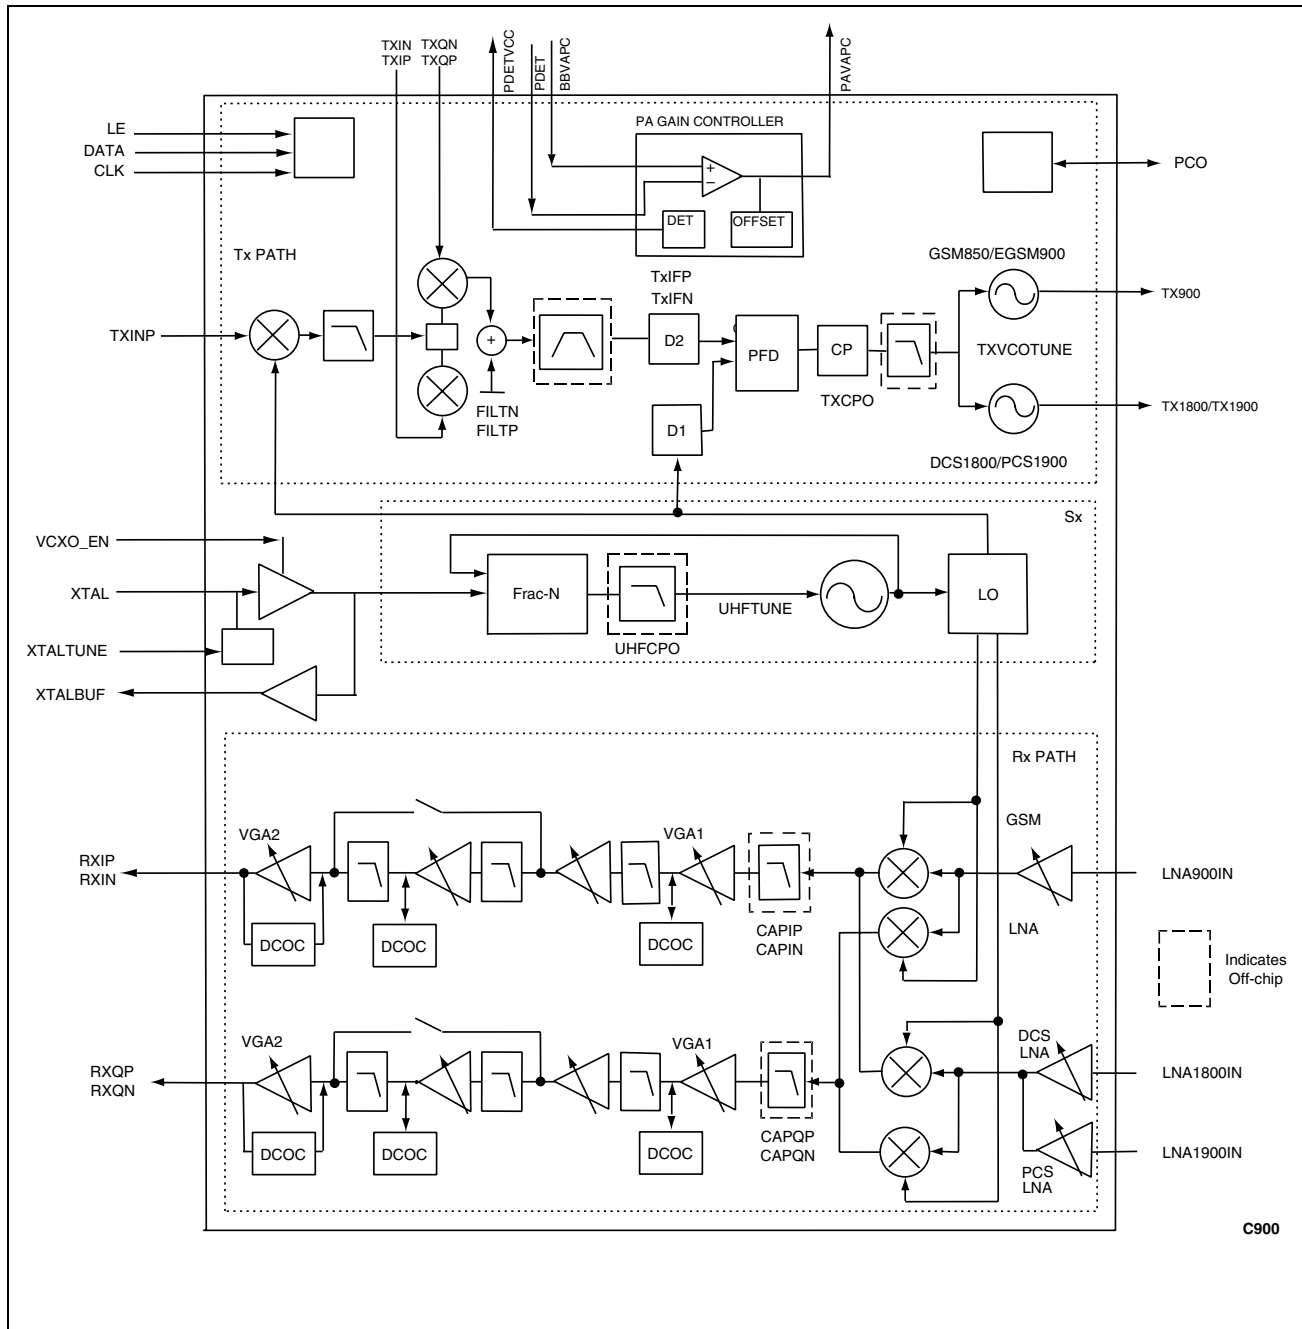 TXIN TXQN
TXIP TXQP
PDETVCC
PDET
BBVAPC
PAVAPC
LE
DATA
CLK
PA GAIN CONTROLLER
+
−
DET
OFFSET
PCO
Tx PATH
GSM850/EGSM900
TxIFP
TxIFN
TX900
TXINP
+
D2
PFD
CP
TXVCOTUNE
TXCPO
FILTN
FILTP
D1
TX1800/TX1900
DCS1800/PCS1900
Sx
VCXO_EN
XTAL
Frac-N
UHFTUNE
LO
UHFCPO
XTALTUNE
XTALBUF
Rx PATH
GSM
LNA
VGA2
VGA1
RXIP
RXIN
LNA900IN
DCOC
DCOC
DCOC
CAPIP
CAPIN
Indicates
Off-chip
VGA2
VGA1
DCS
LNA
RXQP
RXQN
LNA1800IN
DCOC
DCOC
DCOC
CAPQP
CAPQN
PCS
LNA
LNA1900IN
C900